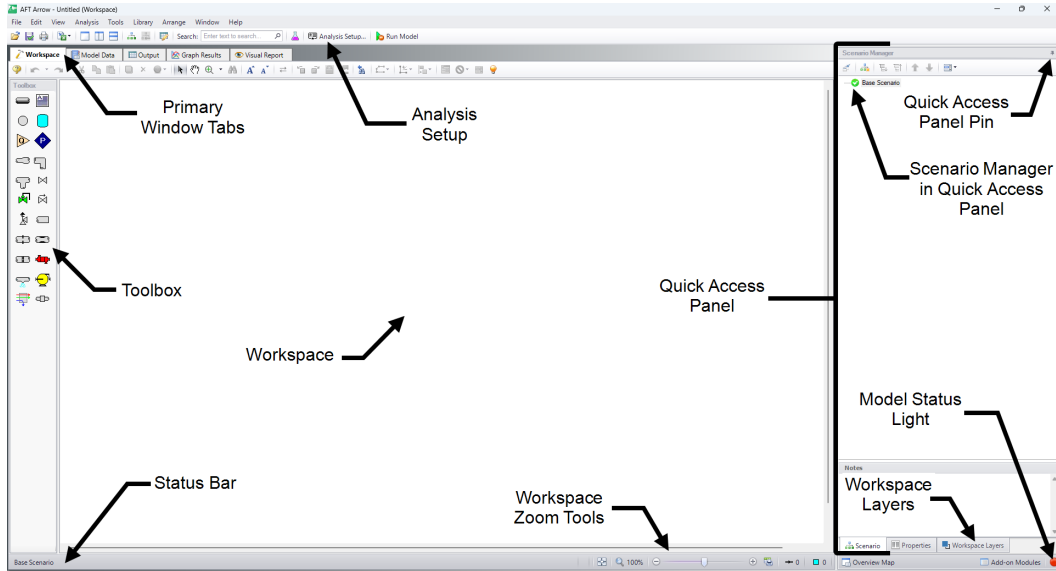 AFT Arrow - Untitled (Workspace)
File Edit View Analysis Tools Library Arrange Window Help
Search: Enter text to search... Analysis Setup... Run Model
Workspace Model Data Output Graph Results Visual Report
Scenario Manager
Toolbox
Base Scenario
Primary
Window Tabs
Analysis
Setup
Quick Access
Panel Pin
Scenario Manager
in Quick Access
Panel
Toolbox
Quick Access
Panel
Workspace
Model Status
Light
Notes
Status Bar
Workspace
Layers
Workspace
Zoom Tools
Scenario Properties Workspace Layers
Base Scenario 100% 0 0 Overview Map Add-on Modules